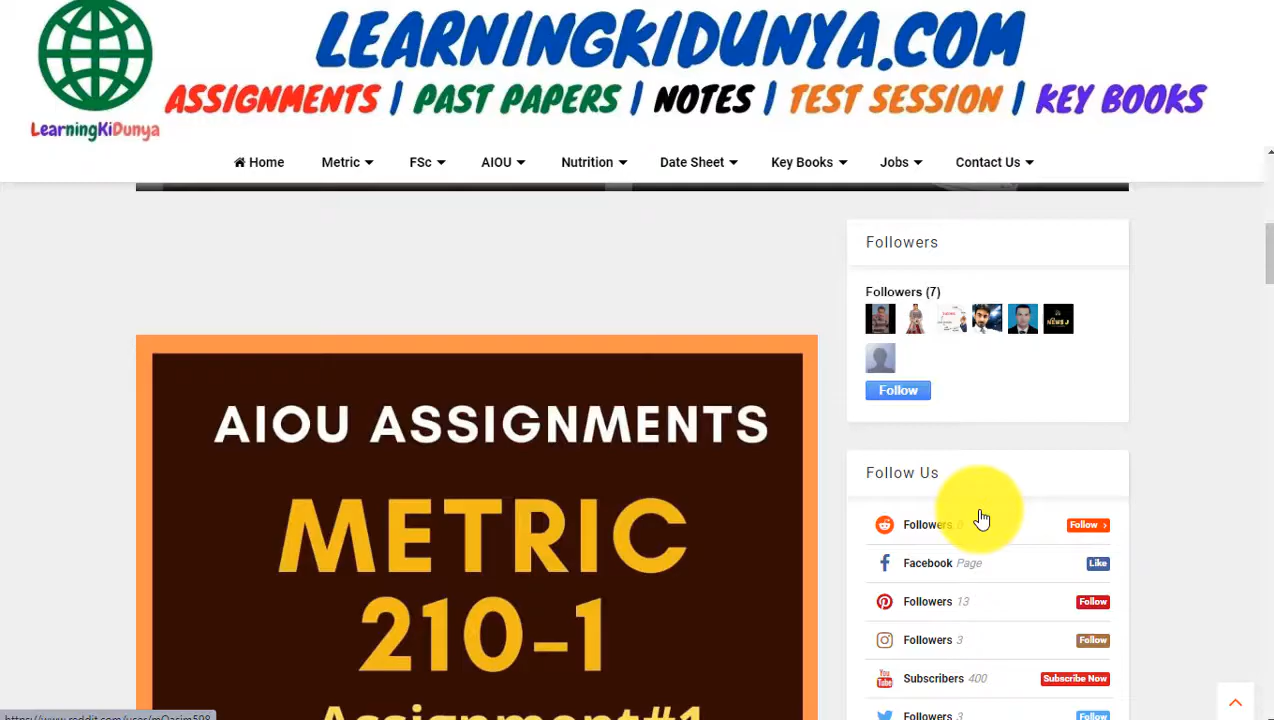 LEARNINGKIDUNYA.COM
ASSIGNMENTS | PAST PAPERS | NOTES | TEST SESSION | KEY BOOKS
LearningKiDunya
Home Metric FSc AIOU Nutrition Date Sheet Key Books Jobs Contact Us
Followers
Followers (7)
Follow
AIOU ASSIGNMENTS
METRIC
210-1
Assignment#1
Follow Us
Followers Follow ›
Facebook Page Like
Followers 13 Follow
Followers 3 Follow
Subscribers 400 Subscribe Now
Followers 3 Follow